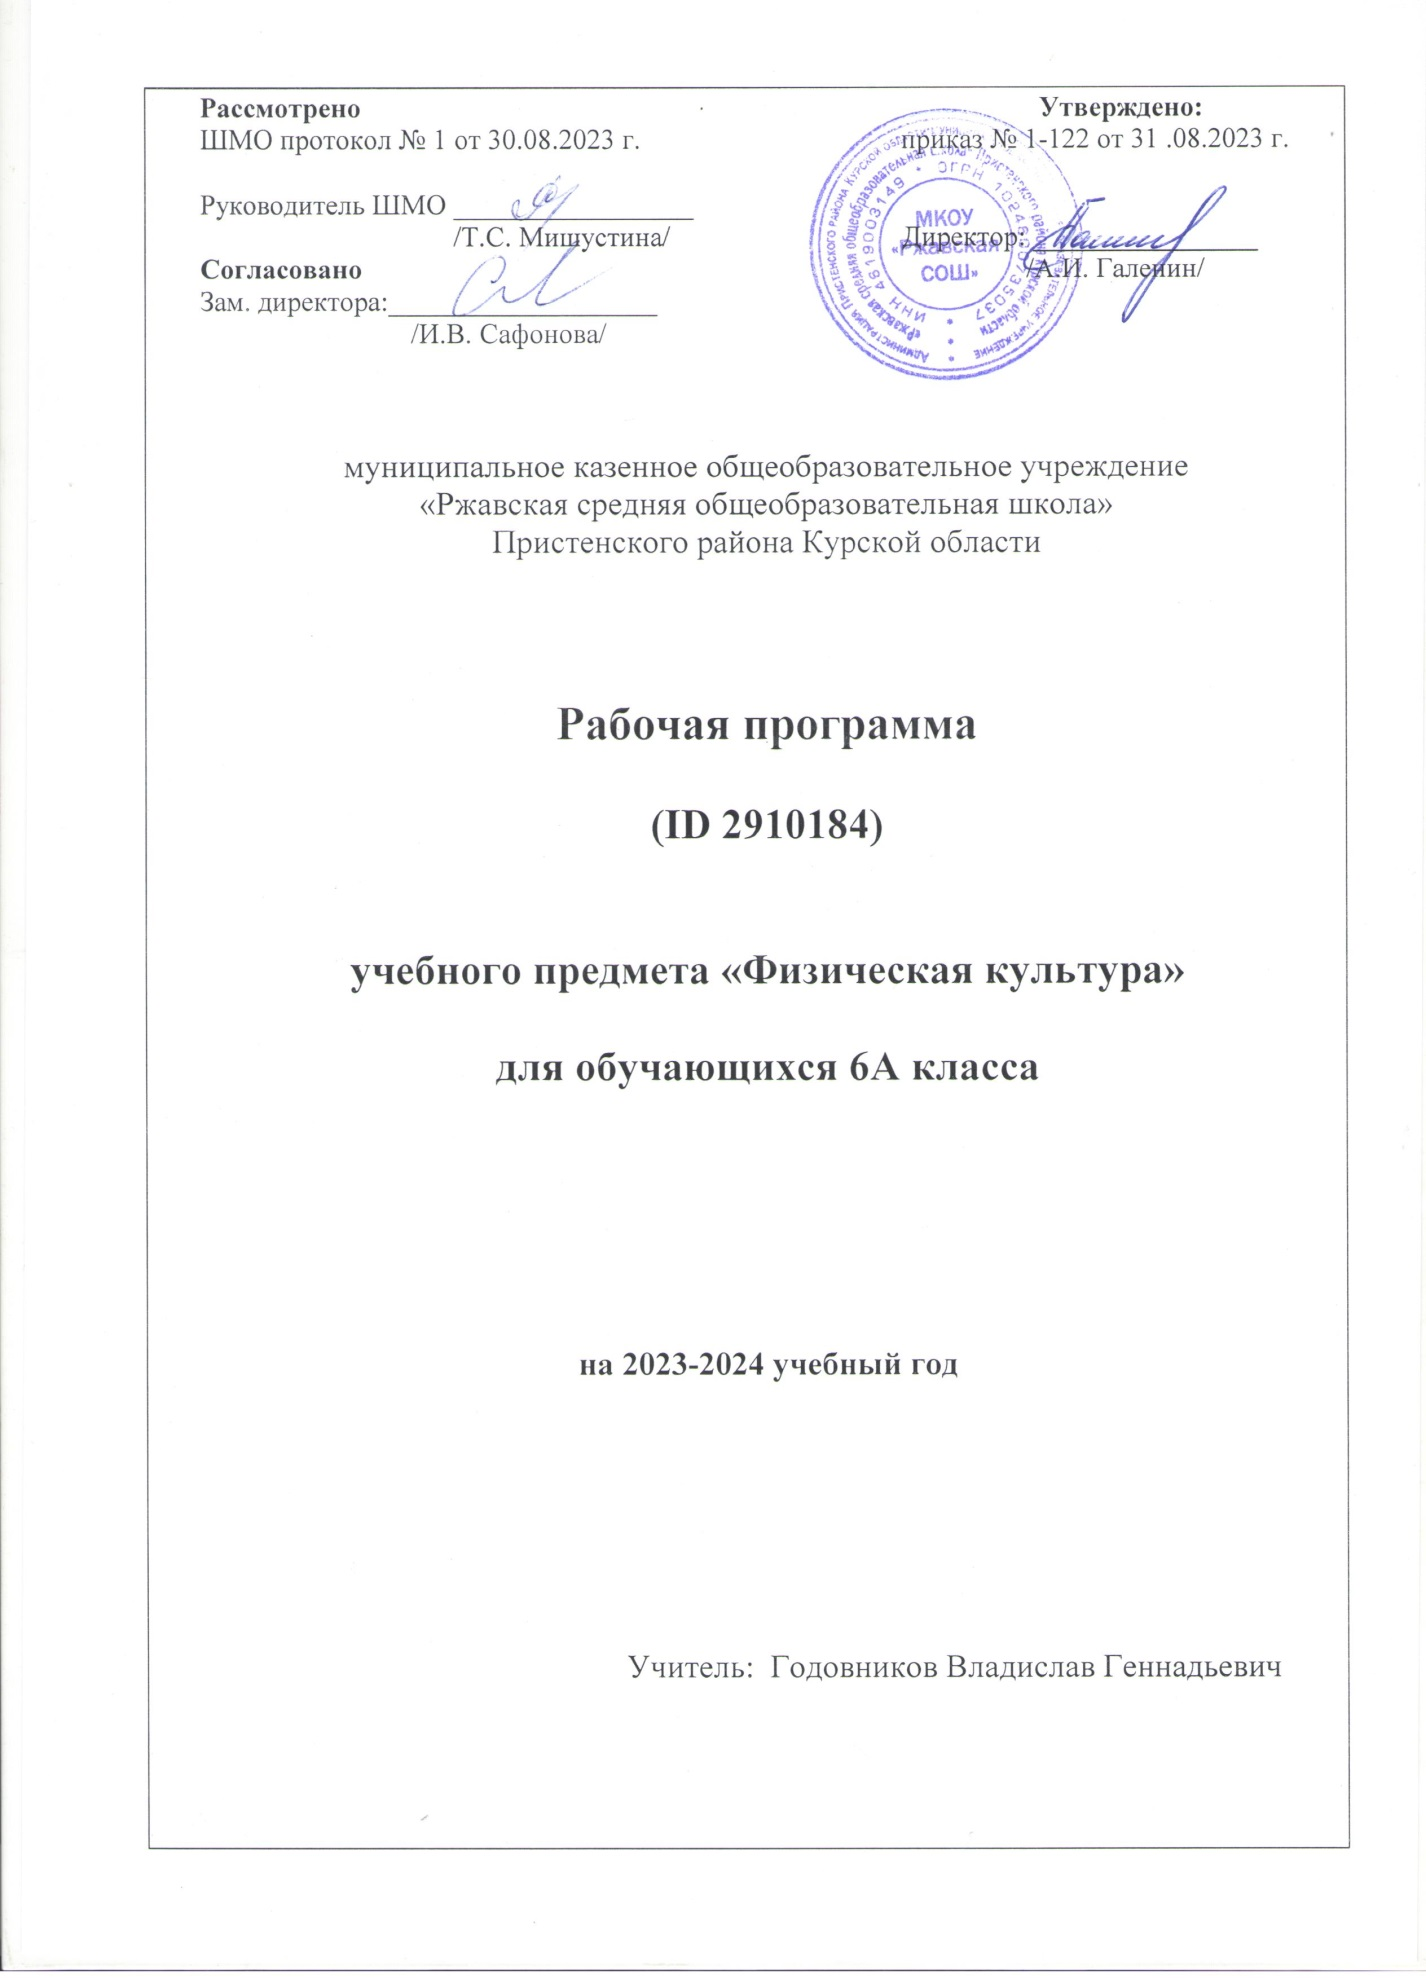 Рассмотрено
ШМО протокол № 1 от 30.08.2023 г.
Руководитель ШМО
/Т.С. Мишустина/
Согласовано
Зам. директора:
/И.В. Сафонова/
Утверждено:
приказ № 1-122 от 31 .08.2023 г.
Директор:
/А.И. Галенин/
МКОУ
«Ржавская
СОШ»
муниципальное казенное общеобразовательное учреждение
«Ржавская средняя общеобразовательная школа»
Пристенского района Курской области
Рабочая программа
(ID 2910184)
учебного предмета «Физическая культура»
для обучающихся 6А класса
на 2023-2024 учебный год
Учитель: Годовников Владислав Геннадьевич